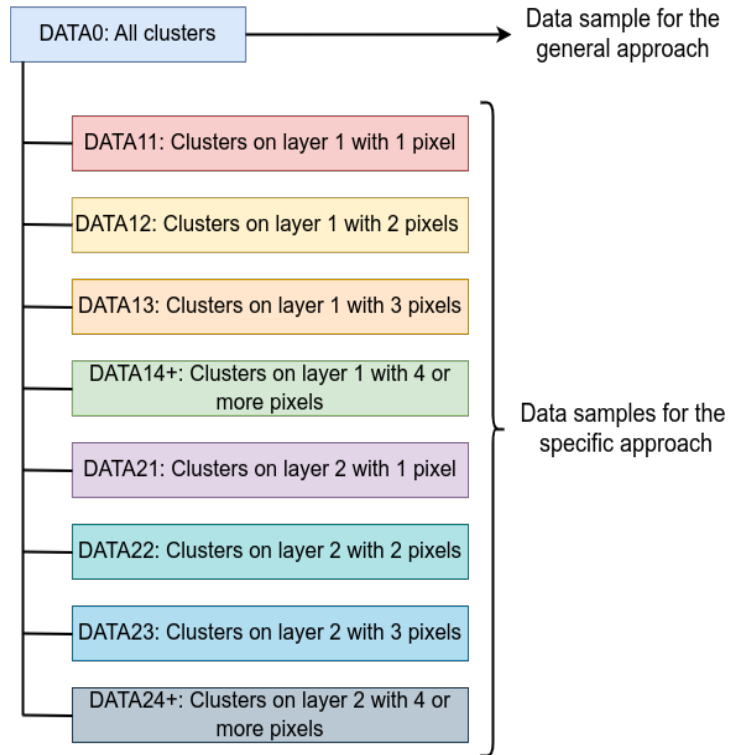 DATA0: All clusters
Data sample for the
general approach
DATA11: Clusters on layer 1 with 1 pixel
DATA12: Clusters on layer 1 with 2 pixels
DATA13: Clusters on layer 1 with 3 pixels
DATA14+: Clusters on layer 1 with 4 or
more pixels
DATA21: Clusters on layer 2 with 1 pixel
DATA22: Clusters on layer 2 with 2 pixels
DATA23: Clusters on layer 2 with 3 pixels
DATA24+: Clusters on layer 2 with 4 or
more pixels
Data samples for the
specific approach